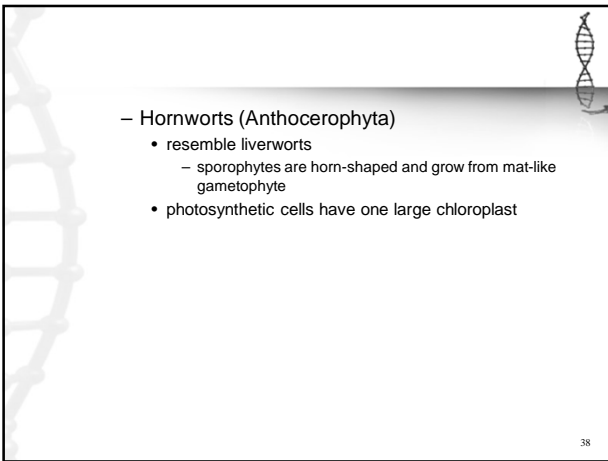 – Hornworts (Anthocerophyta)
• resemble liverworts
– sporophytes are horn-shaped and grow from mat-like
gametophyte
• photosynthetic cells have one large chloroplast
38